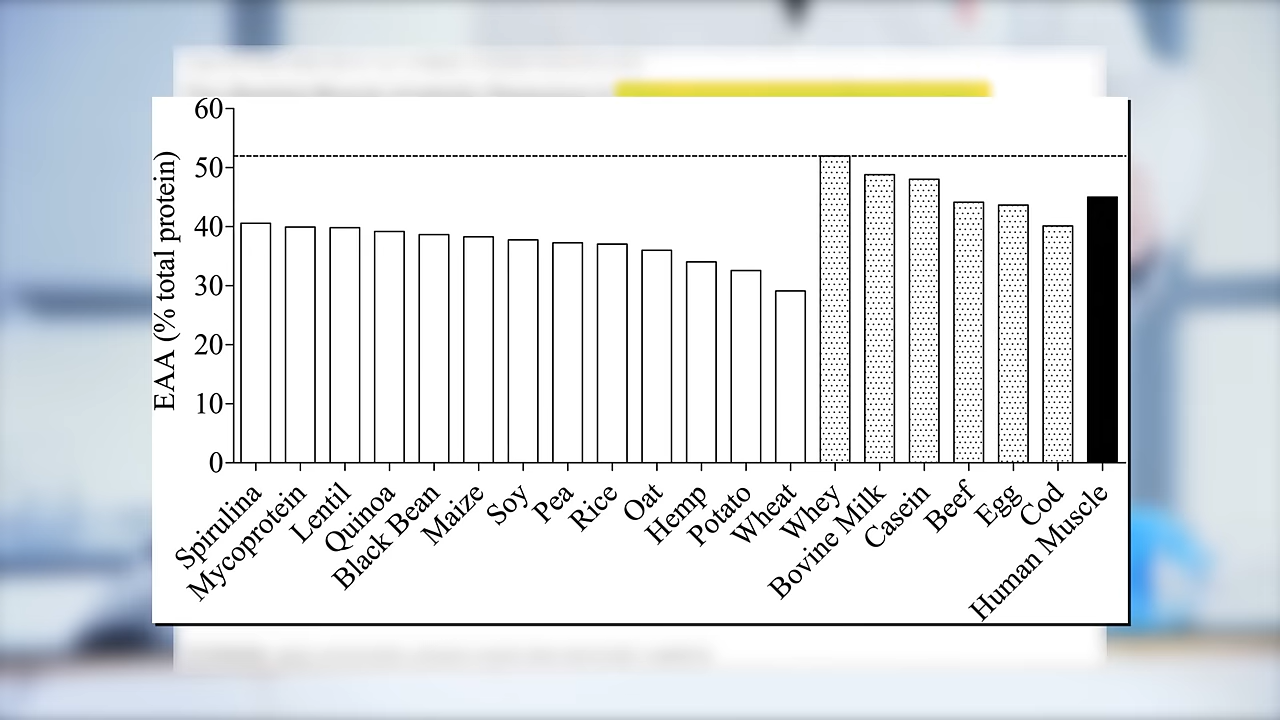 EAA (% total protein)
60
50
40
30
20
10
0
Spirulina
Mycoprotein
Lentil
Quinoa
Black Bean
Maize
Soy
Pea
Rice
Oat
Hemp
Potato
Wheat
Whey
Bovine Milk
Casein
Beef
Egg
Cod
Human Muscle